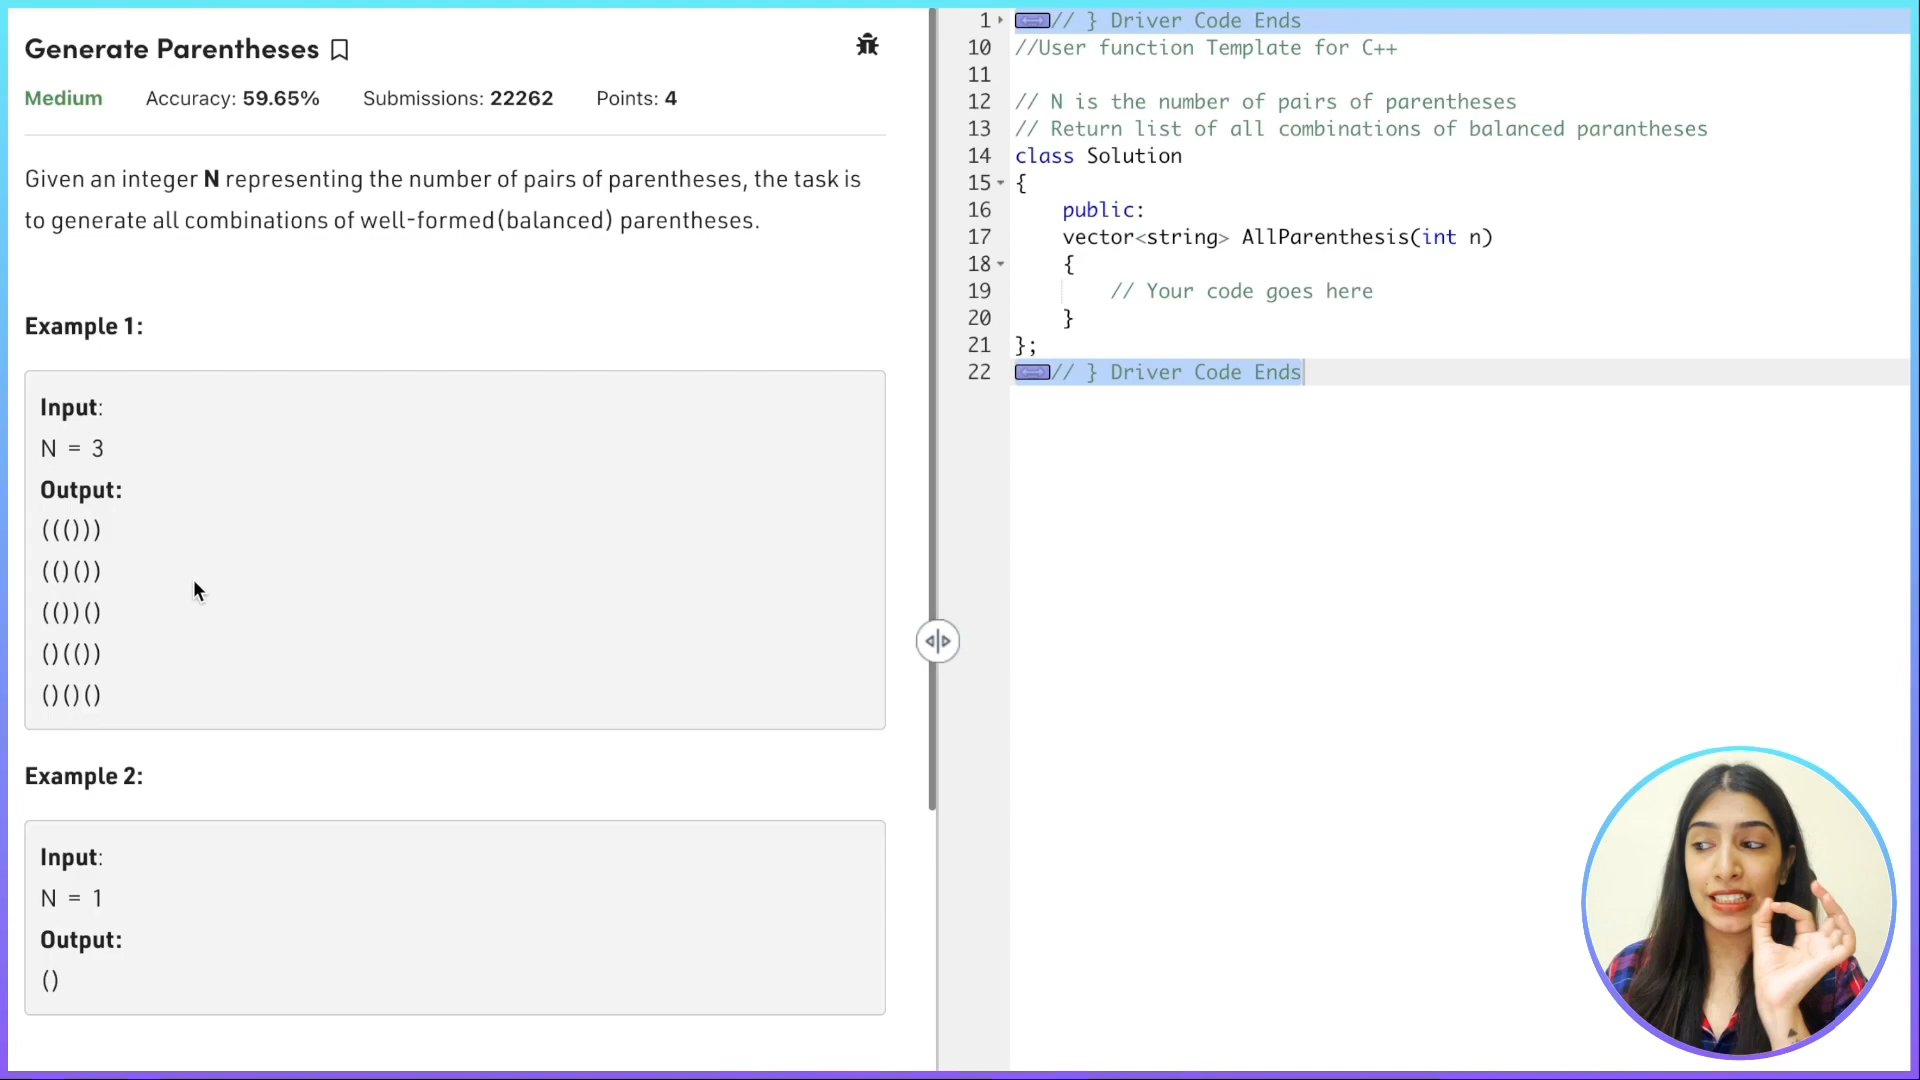 Generate Parentheses
Medium Accuracy: 59.65% Submissions: 22262 Points: 4
Given an integer N representing the number of pairs of parentheses, the task is
to generate all combinations of well-formed(balanced) parentheses.
Example 1:
Input:
N = 3
Output:
((()))
(()())
(())()
()(())
()()()
Example 2:
Input:
N = 1
Output:
()
1 // } Driver Code Ends
10 //User function Template for C++
11
12 // N is the number of pairs of parentheses
13 // Return list of all combinations of balanced parantheses
14 class Solution
15 {
16 public:
17 vector<string> AllParenthesis(int n)
18 {
19 // Your code goes here
20 }
21 };
22 // } Driver Code Ends